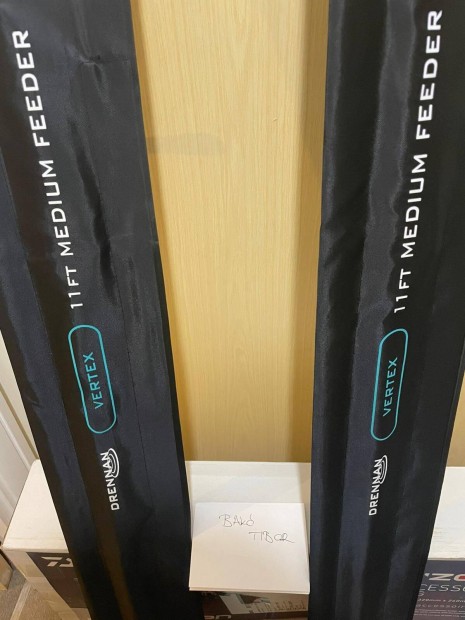 11FT MEDIUM FEEDER
VERTEX
DRENNAN
11FT MEDIUM FEEDER
VERTEX
DRENNAN
BAKÓ
TIBOR